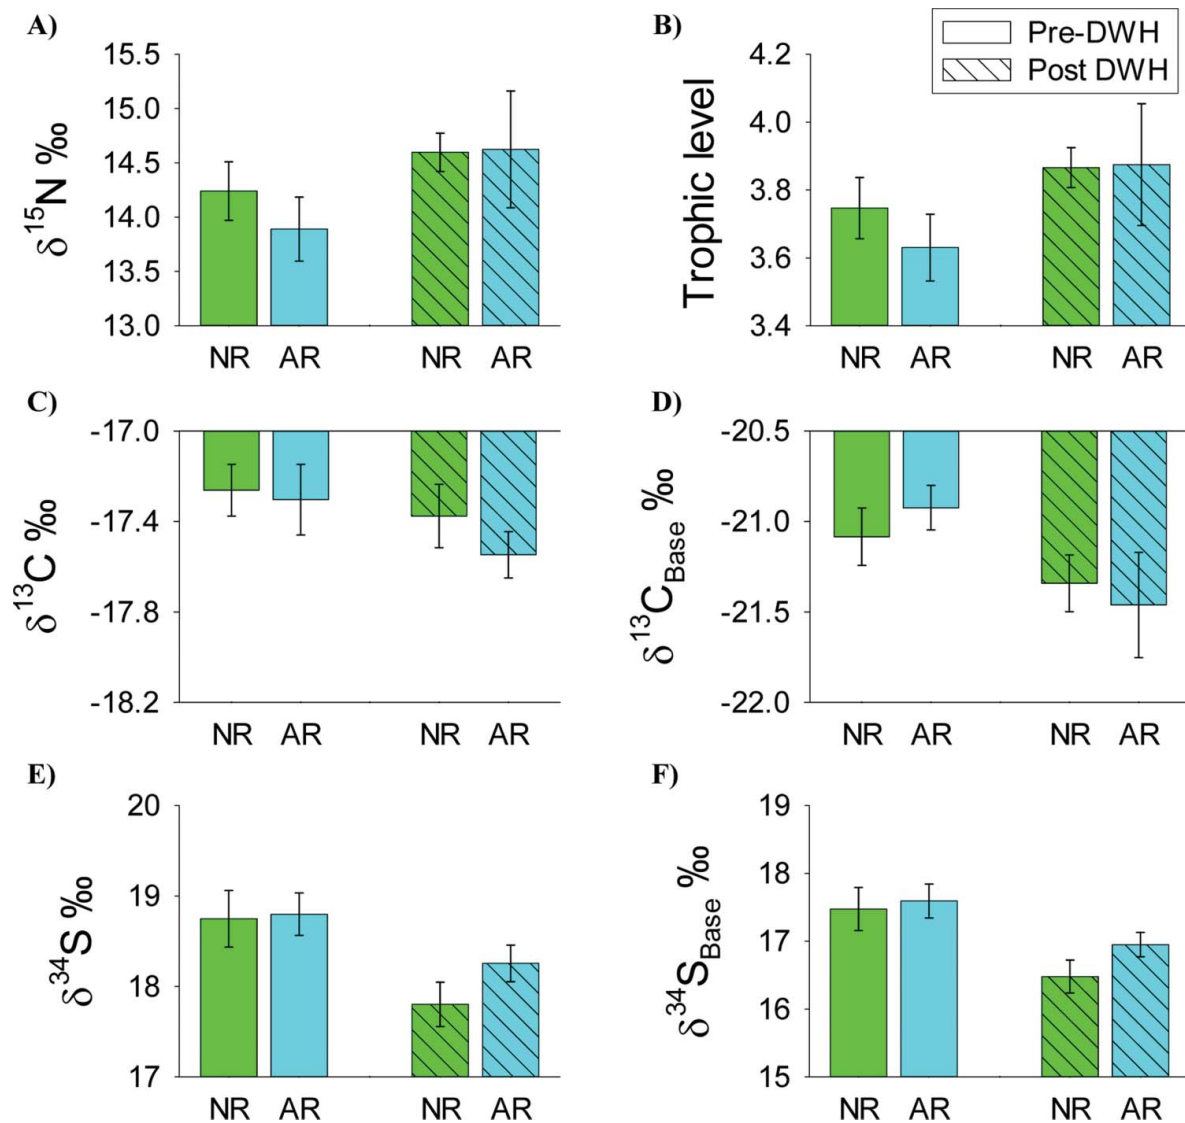 A)
δ15N ‰
15.5
15.0
14.5
14.0
13.5
13.0
NR AR NR AR
B)
Pre-DWH
Post DWH
Trophic level
4.2
4.0
3.8
3.6
3.4
NR AR NR AR
C)
δ13C ‰
-17.0
-17.4
-17.8
-18.2
NR AR NR AR
D)
δ13CBase ‰
-20.5
-21.0
-21.5
-22.0
NR AR NR AR
E)
δ34S ‰
20
19
18
17
NR AR NR AR
F)
δ34SBase ‰
19
18
17
16
15
NR AR NR AR